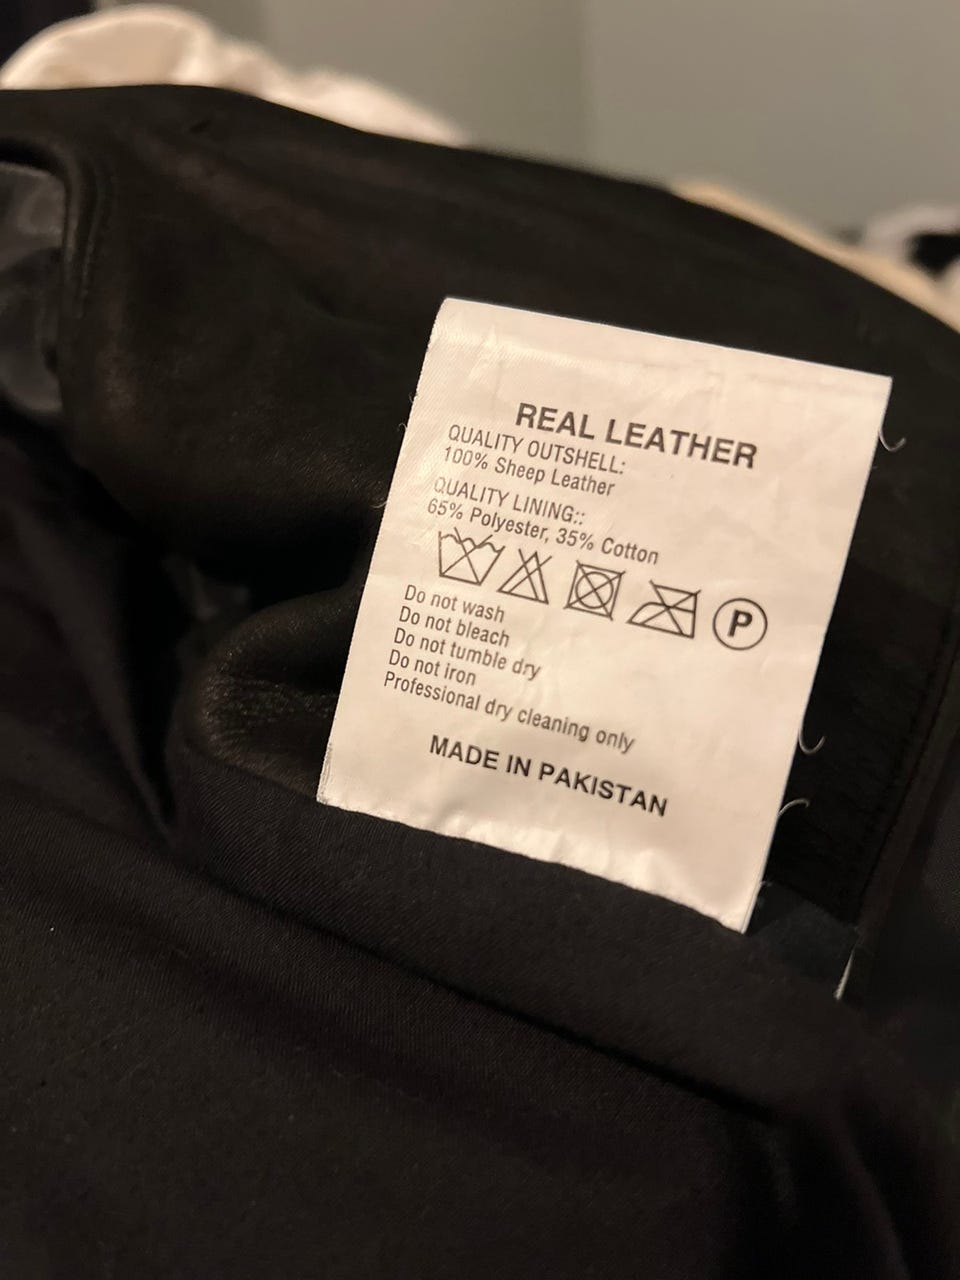 REAL LEATHER
QUALITY OUTSHELL:
100% Sheep Leather
QUALITY LINING::
65% Polyester, 35% Cotton
P
Do not wash
Do not bleach
Do not tumble dry
Do not iron
Professional dry cleaning only
MADE IN PAKISTAN